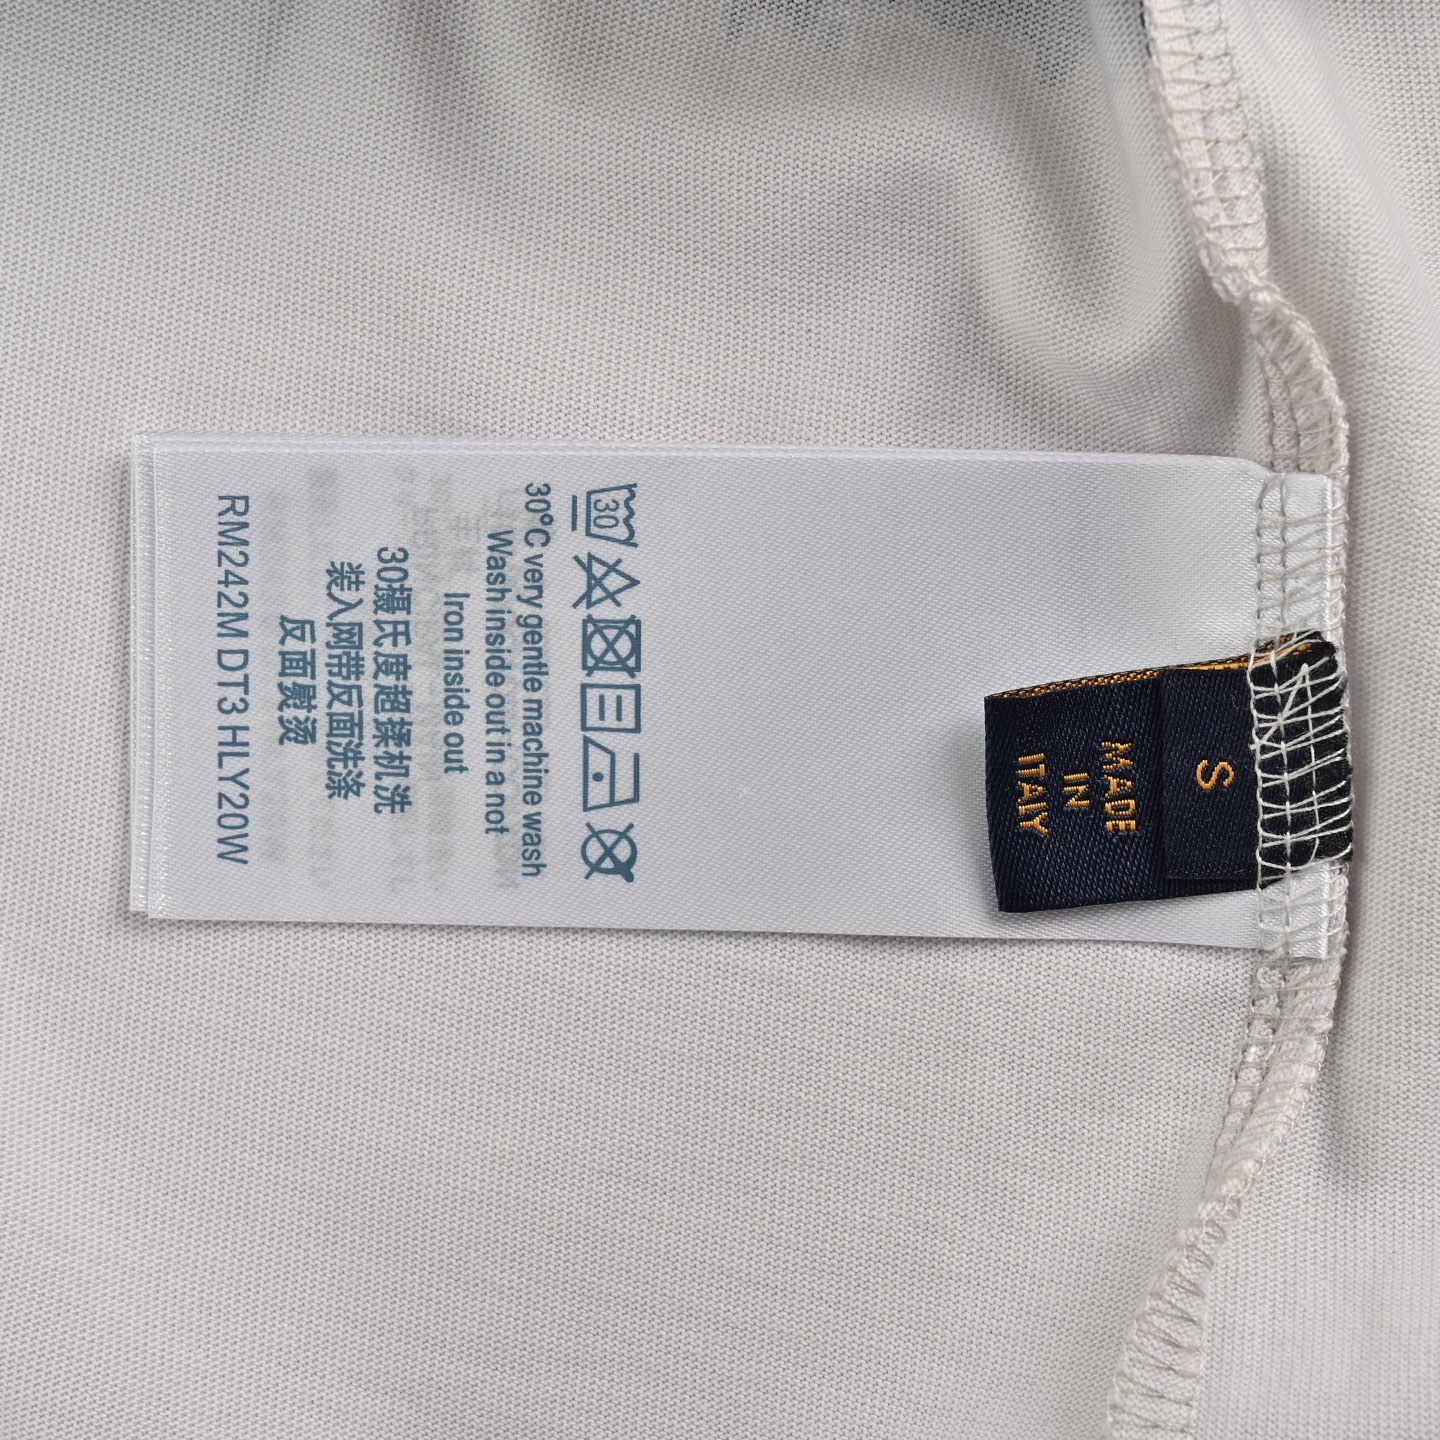 MADE
IN
ITALY
S
30
30°C very gentle machine wash
Wash inside out in a not
Iron inside out
30摄氏度超揉机洗
装入网带反面洗涤
反面熨烫
RM242M DT3 HLY20W